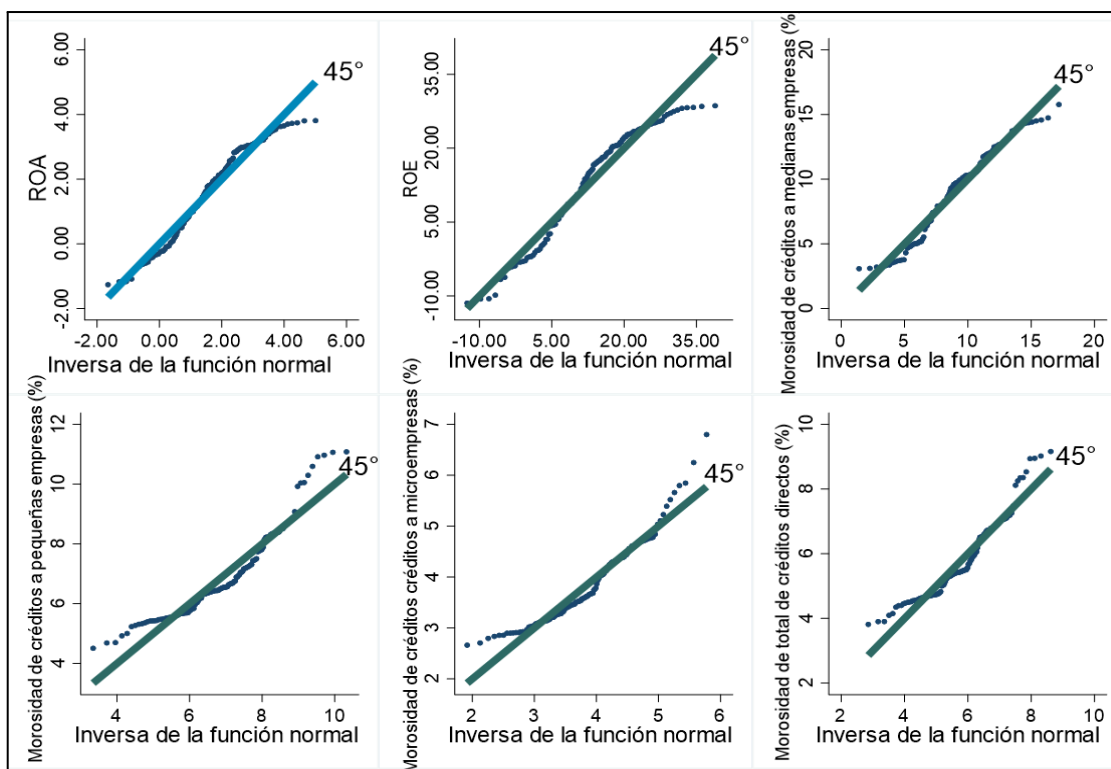 ROA
6.00
4.00
2.00
0.00
-2.00
45°
-2.00 0.00 2.00 4.00 6.00
Inversa de la función normal
ROE
35.00
20.00
5.00
-10.00
45°
-10.00 5.00 20.00 35.00
Inversa de la función normal
Morosidad de créditos a medianas empresas (%)
20
15
10
5
0
45°
0 5 10 15 20
Inversa de la función normal
Morosidad de créditos a pequeñas empresas (%)
12
10
8
6
4
45°
4 6 8 10
Inversa de la función normal
Morosidad de créditos créditos a microempresas (%)
7
6
5
4
3
2
45°
2 3 4 5 6
Inversa de la función normal
Morosidad de total de créditos directos (%)
10
8
6
4
2
45°
2 4 6 8 10
Inversa de la función normal